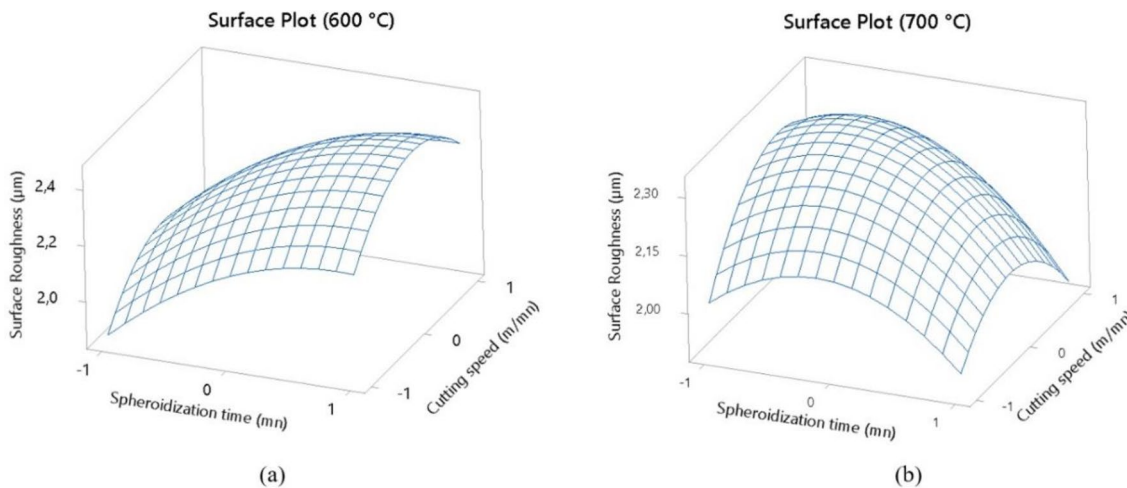 Surface Plot (600 °C)
Surface Roughness (µm)
2,4
2,2
2,0
-1
0
1
Spheroidization time (mn)
-1
0
1
Cutting speed (m/mn)
(a)
Surface Plot (700 °C)
Surface Roughness (µm)
2,30
2,15
2,00
-1
0
1
Spheroidization time (mn)
-1
0
1
Cutting speed (m/mn)
(b)